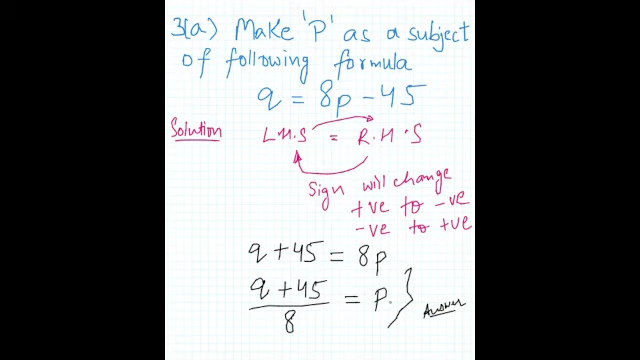 3(a) Make 'P' as a subject
of following formula
q = 8p - 45
Solution L.H.S = R.H.S
Sign will change
+ve to -ve
-ve to +ve
q + 45 = 8p
q + 45
8
= P.
Answer